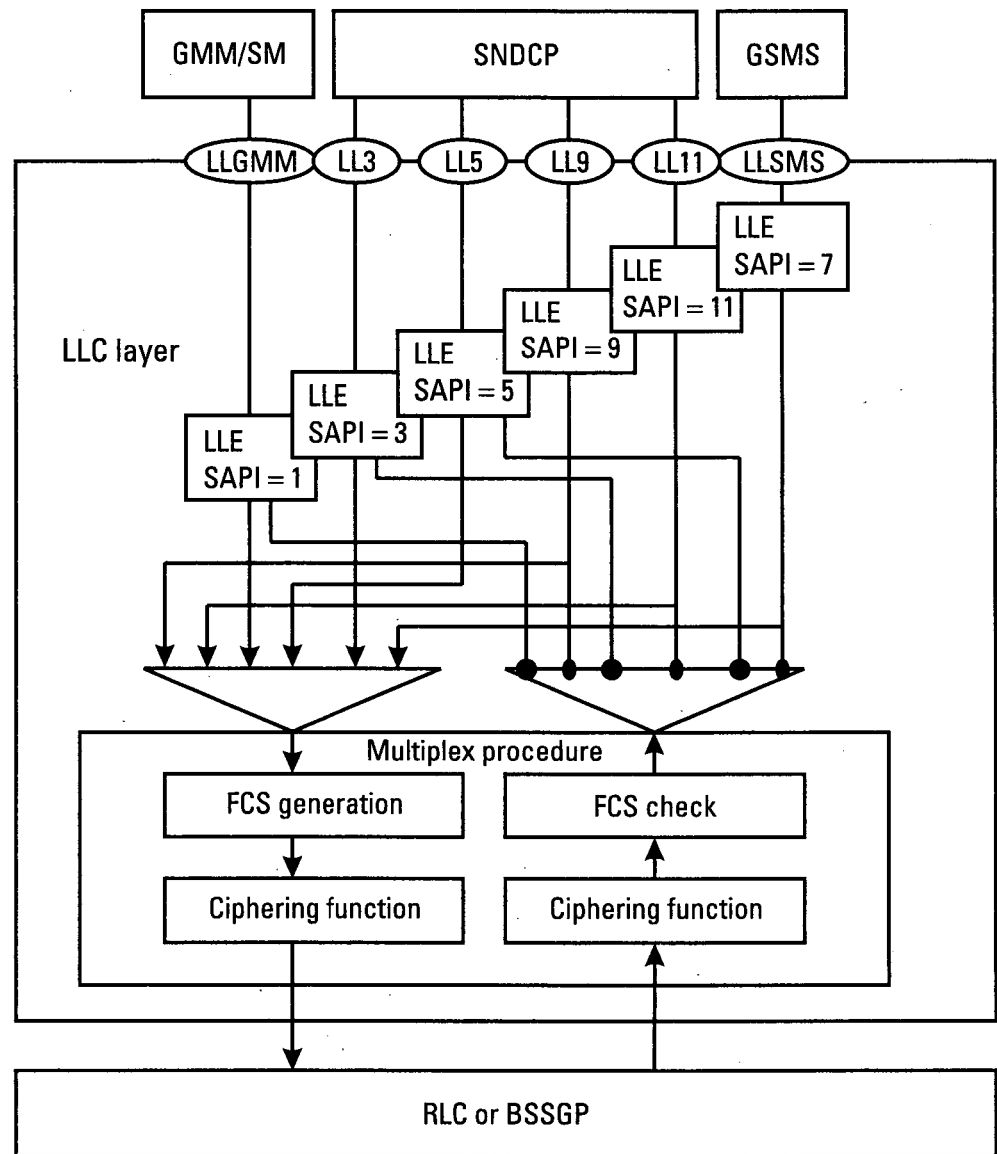 GMM/SM
SNDCP
GSMS
LLGMM
LL3
LL5
LL9
LL11
LLSMS
LLE
SAPI = 7
LLE
SAPI = 11
LLE
SAPI = 9
LLE
SAPI = 5
LLE
SAPI = 3
LLE
SAPI = 1
LLC layer
Multiplex procedure
FCS generation
FCS check
Ciphering function
Ciphering function
RLC or BSSGP